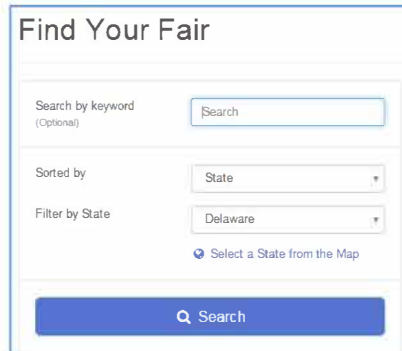 Find Your Fair
Search by keyword
(Optional)
Search
Sorted by
State
Filter by State
Delaware
Select a State from the Map
Search